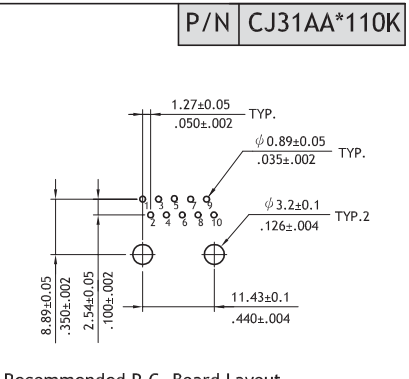 P/N CJ31AA*110K
1.27±0.05 TYP.
.050±.002
φ0.89±0.05
.035±.002 TYP.
1 3 5 7 9
2 4 6 8 10
φ3.2±0.1
.126±.004 TYP.2
8.89±0.05
.350±.002
2.54±0.05
.100±.002
11.43±0.1
.440±.004
Recommended P.C. Board Layout